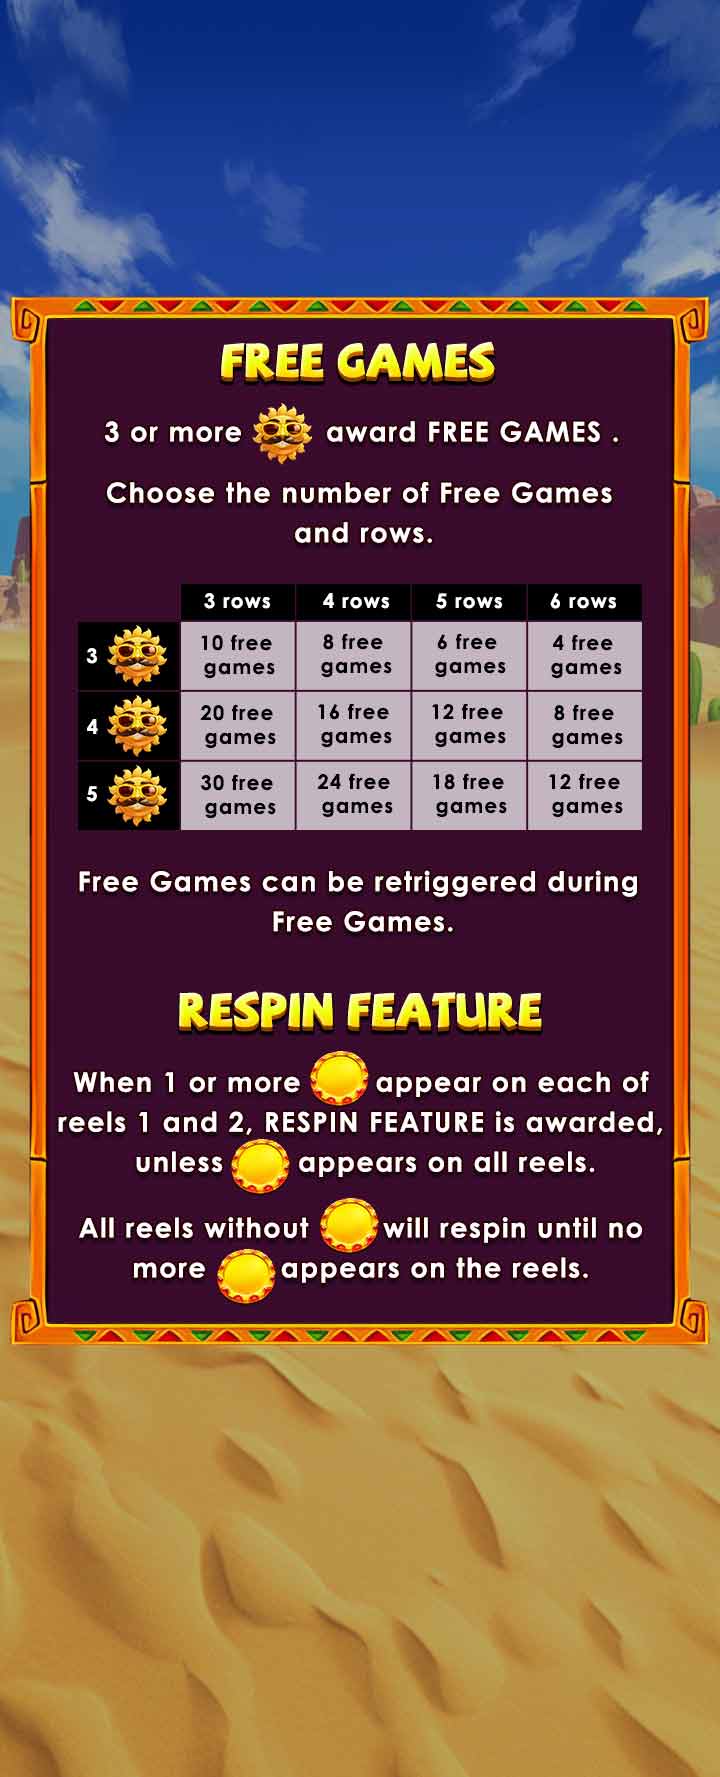 FREE GAMES
3 or more award FREE GAMES .
Choose the number of Free Games
and rows.
3 rows 4 rows 5 rows 6 rows
3 10 free games 8 free games 6 free games 4 free games
4 20 free games 16 free games 12 free games 8 free games
5 30 free games 24 free games 18 free games 12 free games
Free Games can be retriggered during
Free Games.
RESPIN FEATURE
When 1 or more appear on each of
reels 1 and 2, RESPIN FEATURE is awarded,
unless appears on all reels.
All reels without will respin until no
more appears on the reels.